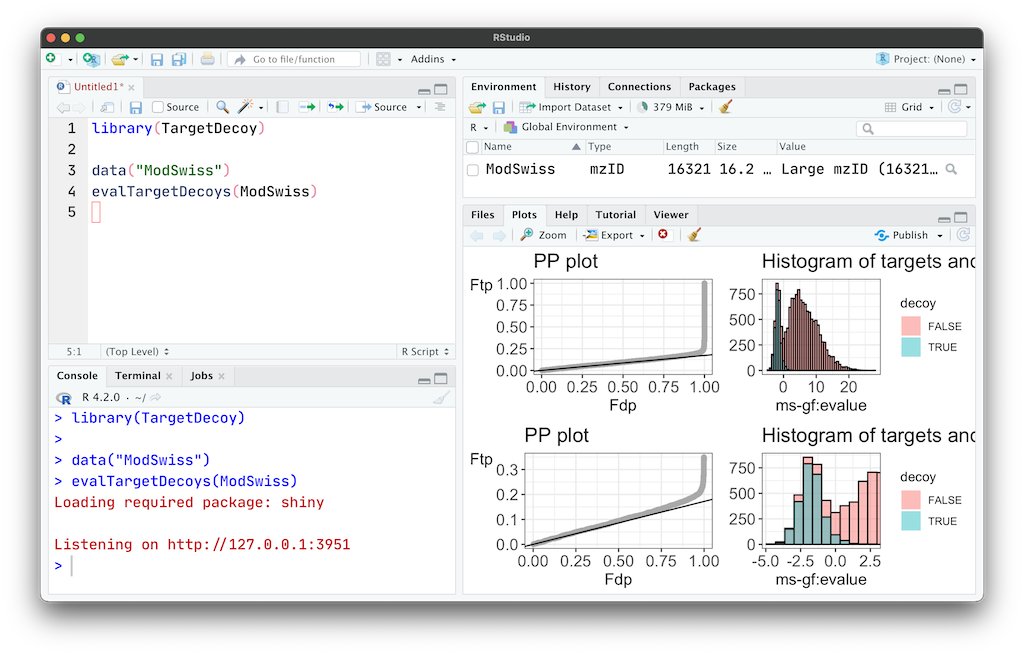 RStudio
Go to file/function Addins Project: (None)
Untitled1*
Source Source
1 library(TargetDecoy)
2
3 data("ModSwiss")
4 evalTargetDecoys(ModSwiss)
5
5:1 (Top Level) R Script
Console Terminal Jobs
R 4.2.0 · ~/
> library(TargetDecoy)
>
> data("ModSwiss")
> evalTargetDecoys(ModSwiss)
Loading required package: shiny
Listening on http://127.0.0.1:3951
>
Environment History Connections Packages
Import Dataset 379 MiB Grid
R Global Environment
Name Type Length Size Value
ModSwiss mzID 16321 16.2 … Large mzID (16321…
Files Plots Help Tutorial Viewer
Zoom Export Publish
PP plot
Ftp
1.00
0.75
0.50
0.25
0.00
0.00 0.25 0.50 0.75 1.00
Fdp
Histogram of targets and
750
500
250
0
0 10 20
ms-gf:evalue
decoy
FALSE
TRUE
PP plot
Ftp
0.3
0.2
0.1
0.0
0.00 0.25 0.50 0.75 1.00
Fdp
Histogram of targets and
750
500
250
0
-5.0 -2.5 0.0 2.5
ms-gf:evalue
decoy
FALSE
TRUE